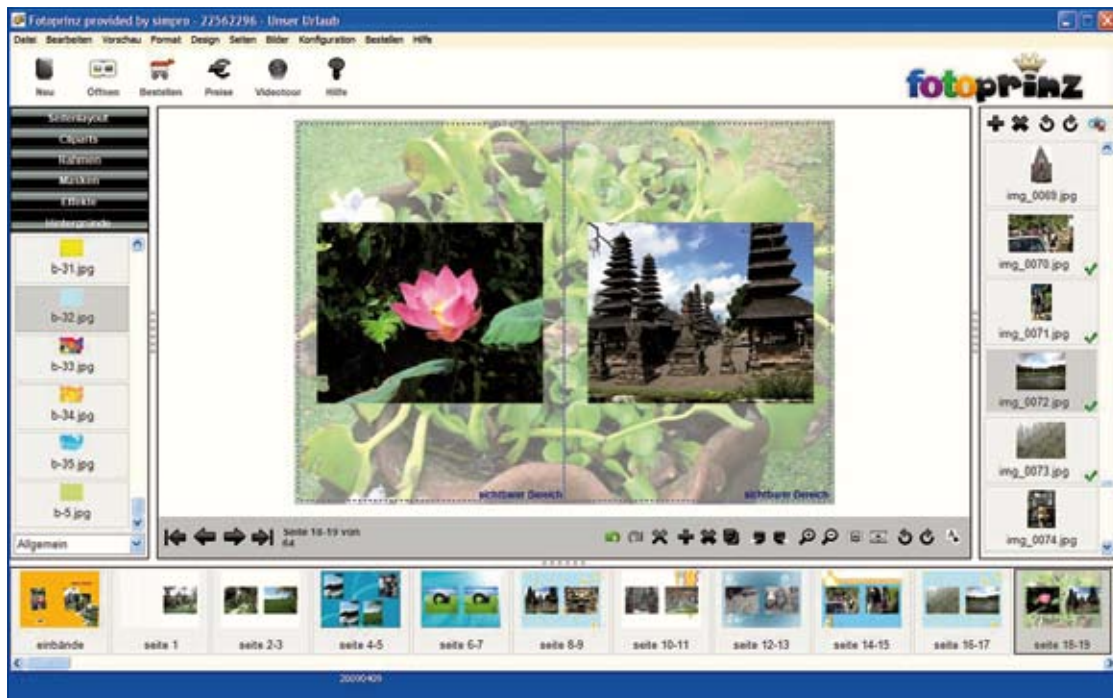 Fotoprinz provided by simpro - 22562296 - Unser Urlaub
Datei Bearbeiten Vorschau Format Design Seiten Bilder Konfiguration Bestellen Hilfe
Neu Öffnen Bestellen Preise Videotour Hilfe
fotoprinz
Seitenlayout
Cliparts
Rahmen
Masken
Effekte
Hintergründe
b-31.jpg
b-32.jpg
b-33.jpg
b-34.jpg
b-35.jpg
b-5.jpg
Allgemein
sichtbarer Bereich
sichtbarer Bereich
Seite 18-19 von
64
img_0069.jpg
img_0070.jpg
img_0071.jpg
img_0072.jpg
img_0073.jpg
img_0074.jpg
einbände seite 1 seite 2-3 seite 4-5 seite 6-7 seite 8-9 seite 10-11 seite 12-13 seite 14-15 seite 16-17 seite 18-19
20090409